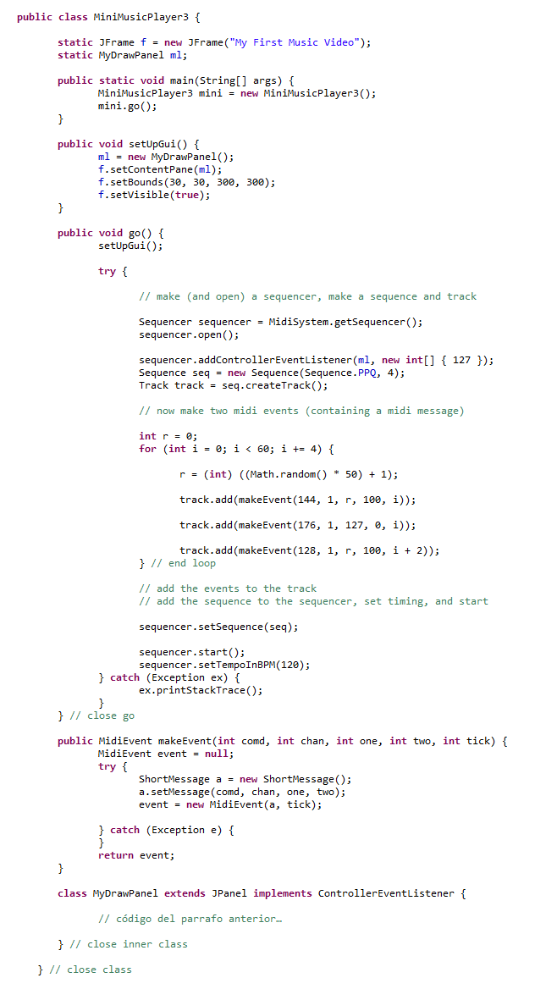 public class MiniMusicPlayer3 {
static JFrame f = new JFrame("My First Music Video");
static MyDrawPanel ml;
public static void main(String[] args) {
MiniMusicPlayer3 mini = new MiniMusicPlayer3();
mini.go();
}
public void setUpGui() {
ml = new MyDrawPanel();
f.setContentPane(ml);
f.setBounds(30, 30, 300, 300);
f.setVisible(true);
}
public void go() {
setUpGui();
try {
// make (and open) a sequencer, make a sequence and track
Sequencer sequencer = MidiSystem.getSequencer();
sequencer.open();
sequencer.addControllerEventListener(ml, new int[] { 127 });
Sequence seq = new Sequence(Sequence.PPQ, 4);
Track track = seq.createTrack();
// now make two midi events (containing a midi message)
int r = 0;
for (int i = 0; i < 60; i += 4) {
r = (int) ((Math.random() * 50) + 1);
track.add(makeEvent(144, 1, r, 100, i));
track.add(makeEvent(176, 1, 127, 0, i));
track.add(makeEvent(128, 1, r, 100, i + 2));
} // end loop
// add the events to the track
// add the sequence to the sequencer, set timing, and start
sequencer.setSequence(seq);
sequencer.start();
sequencer.setTempoInBPM(120);
} catch (Exception ex) {
ex.printStackTrace();
}
} // close go
public MidiEvent makeEvent(int comd, int chan, int one, int two, int tick) {
MidiEvent event = null;
try {
ShortMessage a = new ShortMessage();
a.setMessage(comd, chan, one, two);
event = new MidiEvent(a, tick);
} catch (Exception e) {
}
return event;
}
class MyDrawPanel extends JPanel implements ControllerEventListener {
// código del parrafo anterior…
} // close inner class
} // close class